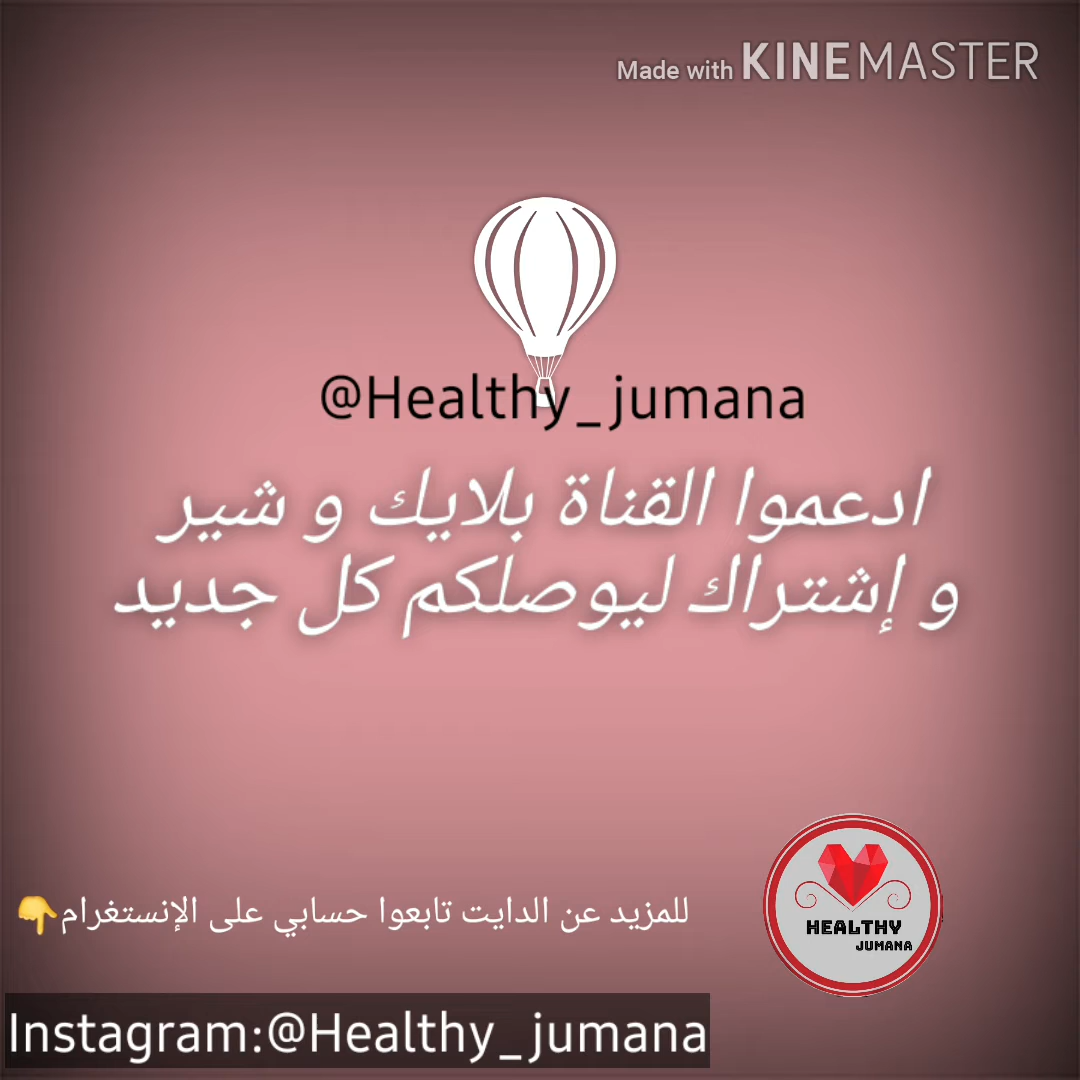 Made with KINEMASTER
@Healthy_jumana
ادعموا القناة بلايك و شير
و إشتراك ليوصلكم كل جديد
للمزيد عن الدايت تابعوا حسابي على الإنستغرام👇
HEALTHY
JUMANA
Instagram:@Healthy_jumana